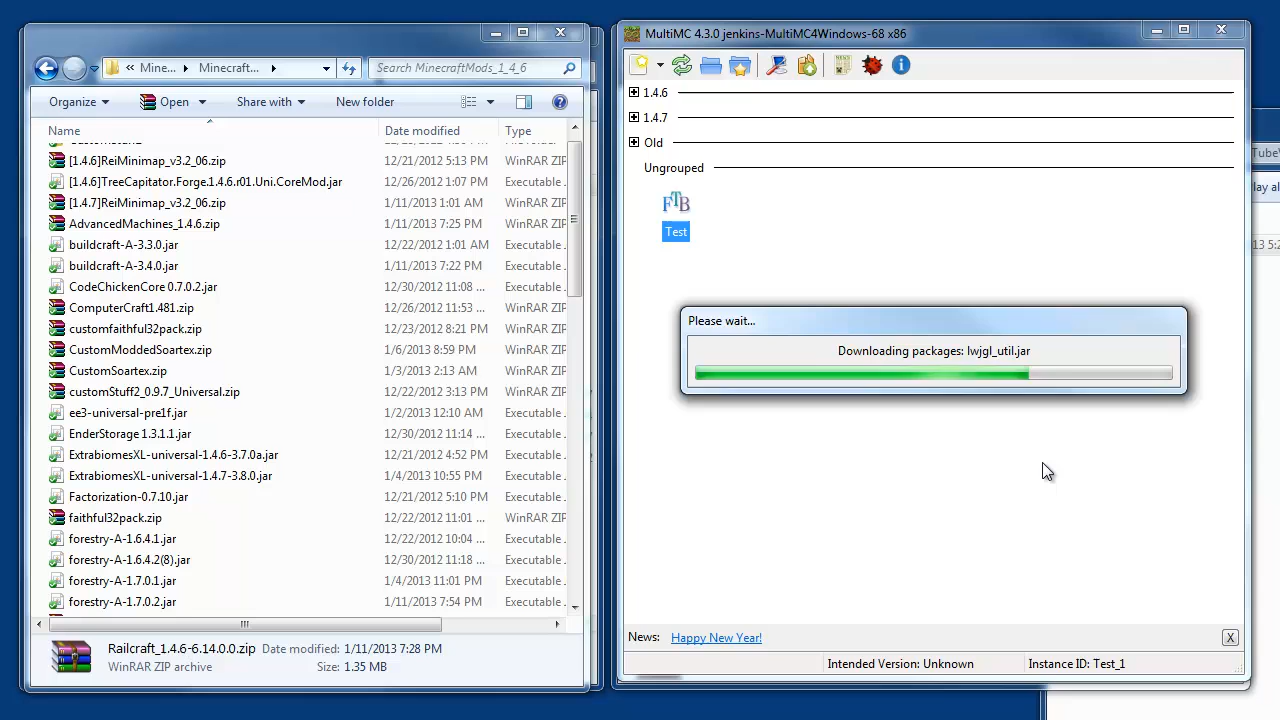 Mine... Minecraft... Search MinecraftMods_1_4_6
Organize Open Share with New folder
Name Date modified Type
[1.4.6]ReiMinimap_v3.2_06.zip 12/21/2012 5:13 PM WinRAR ZIP
[1.4.6]TreeCapitator.Forge.1.4.6.r01.Uni.CoreMod.jar 12/26/2012 1:07 PM Executable
[1.4.7]ReiMinimap_v3.2_06.zip 1/11/2013 1:01 AM WinRAR ZIP
AdvancedMachines_1.4.6.zip 1/11/2013 7:25 PM WinRAR ZIP
buildcraft-A-3.3.0.jar 12/22/2012 1:01 AM Executable
buildcraft-A-3.4.0.jar 1/11/2013 7:22 PM Executable
CodeChickenCore 0.7.0.2.jar 12/30/2012 11:08 ... Executable
ComputerCraft1.481.zip 12/26/2012 11:53 ... WinRAR ZIP
customfaithful32pack.zip 12/23/2012 8:21 PM WinRAR ZIP
CustomModdedSoartex.zip 1/6/2013 8:59 PM WinRAR ZIP
CustomSoartex.zip 1/3/2013 2:13 AM WinRAR ZIP
customStuff2_0.9.7_Universal.zip 12/22/2012 3:13 PM WinRAR ZIP
ee3-universal-pre1f.jar 1/2/2013 12:10 AM Executable
EnderStorage 1.3.1.1.jar 12/30/2012 11:14 ... Executable
ExtrabiomesXL-universal-1.4.6-3.7.0a.jar 12/21/2012 4:52 PM Executable
ExtrabiomesXL-universal-1.4.7-3.8.0.jar 1/4/2013 10:55 PM Executable
Factorization-0.7.10.jar 12/21/2012 5:10 PM Executable
faithful32pack.zip 12/22/2012 11:01 ... WinRAR ZIP
forestry-A-1.6.4.1.jar 12/22/2012 10:04 ... Executable
forestry-A-1.6.4.2(8).jar 12/30/2012 11:18 ... Executable
forestry-A-1.7.0.1.jar 1/4/2013 11:01 PM Executable
forestry-A-1.7.0.2.jar 1/11/2013 7:54 PM Executable
Railcraft_1.4.6-6.14.0.0.zip Date modified: 1/11/2013 7:28 PM
WinRAR ZIP archive Size: 1.35 MB
MultiMC 4.3.0 jenkins-MultiMC4Windows-68 x86
1.4.6
1.4.7
Old
Ungrouped
FTB
Test
Please wait...
Downloading packages: lwjgl_util.jar
News: Happy New Year! X
Intended Version: Unknown Instance ID: Test_1